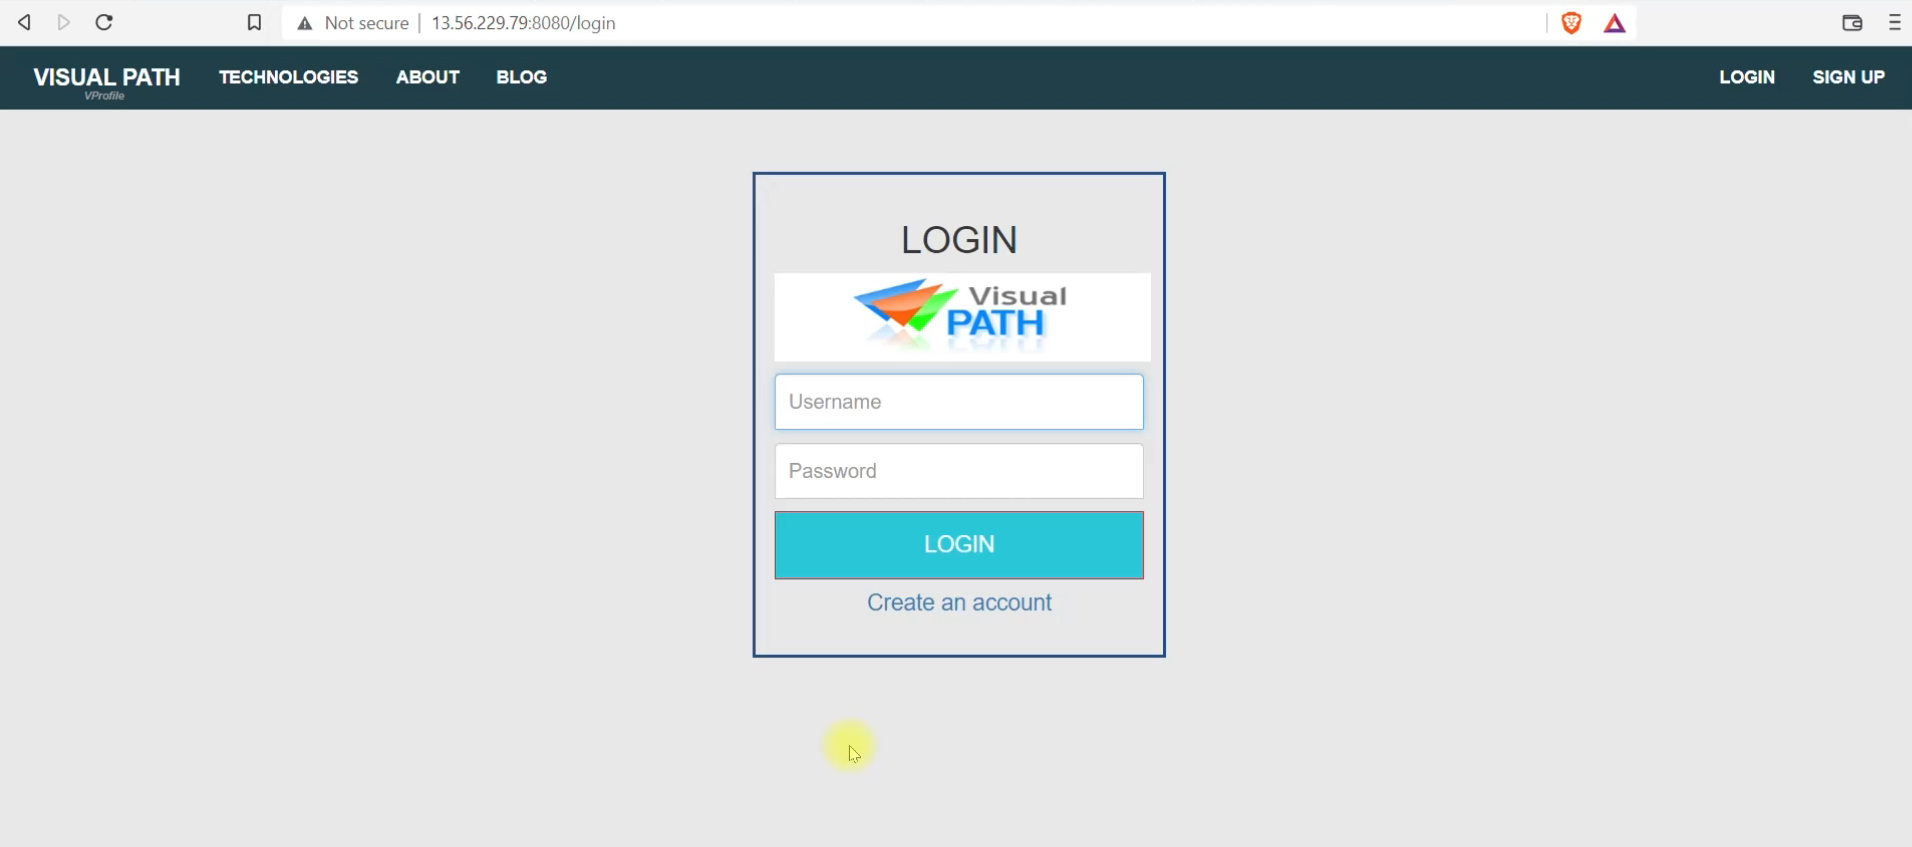 Not secure | 13.56.229.79:8080/login
VISUAL PATH TECHNOLOGIES ABOUT BLOG LOGIN SIGN UP
VProfile
LOGIN
Visual
PATH
Username
Password
LOGIN
Create an account